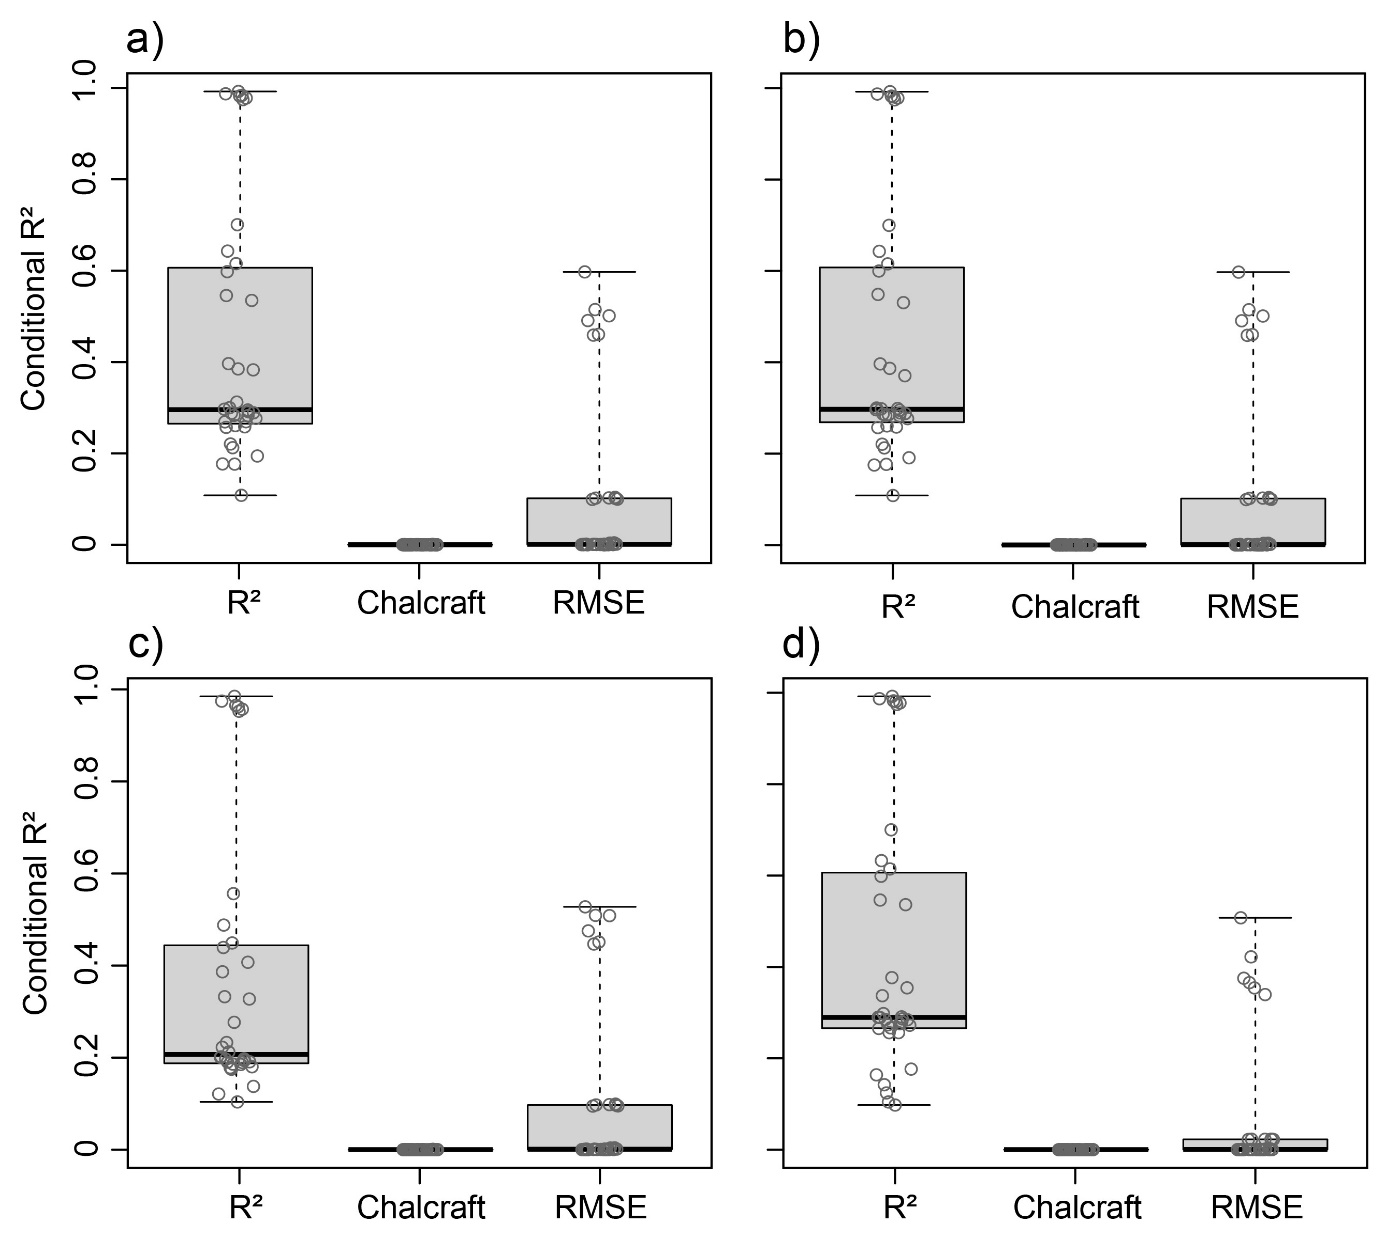 a)
b)
Conditional R²
1.0
0.8
0.6
0.4
0.2
0
R² Chalcraft RMSE
R² Chalcraft RMSE
c)
d)
Conditional R²
1.0
0.8
0.6
0.4
0.2
0
R² Chalcraft RMSE
R² Chalcraft RMSE